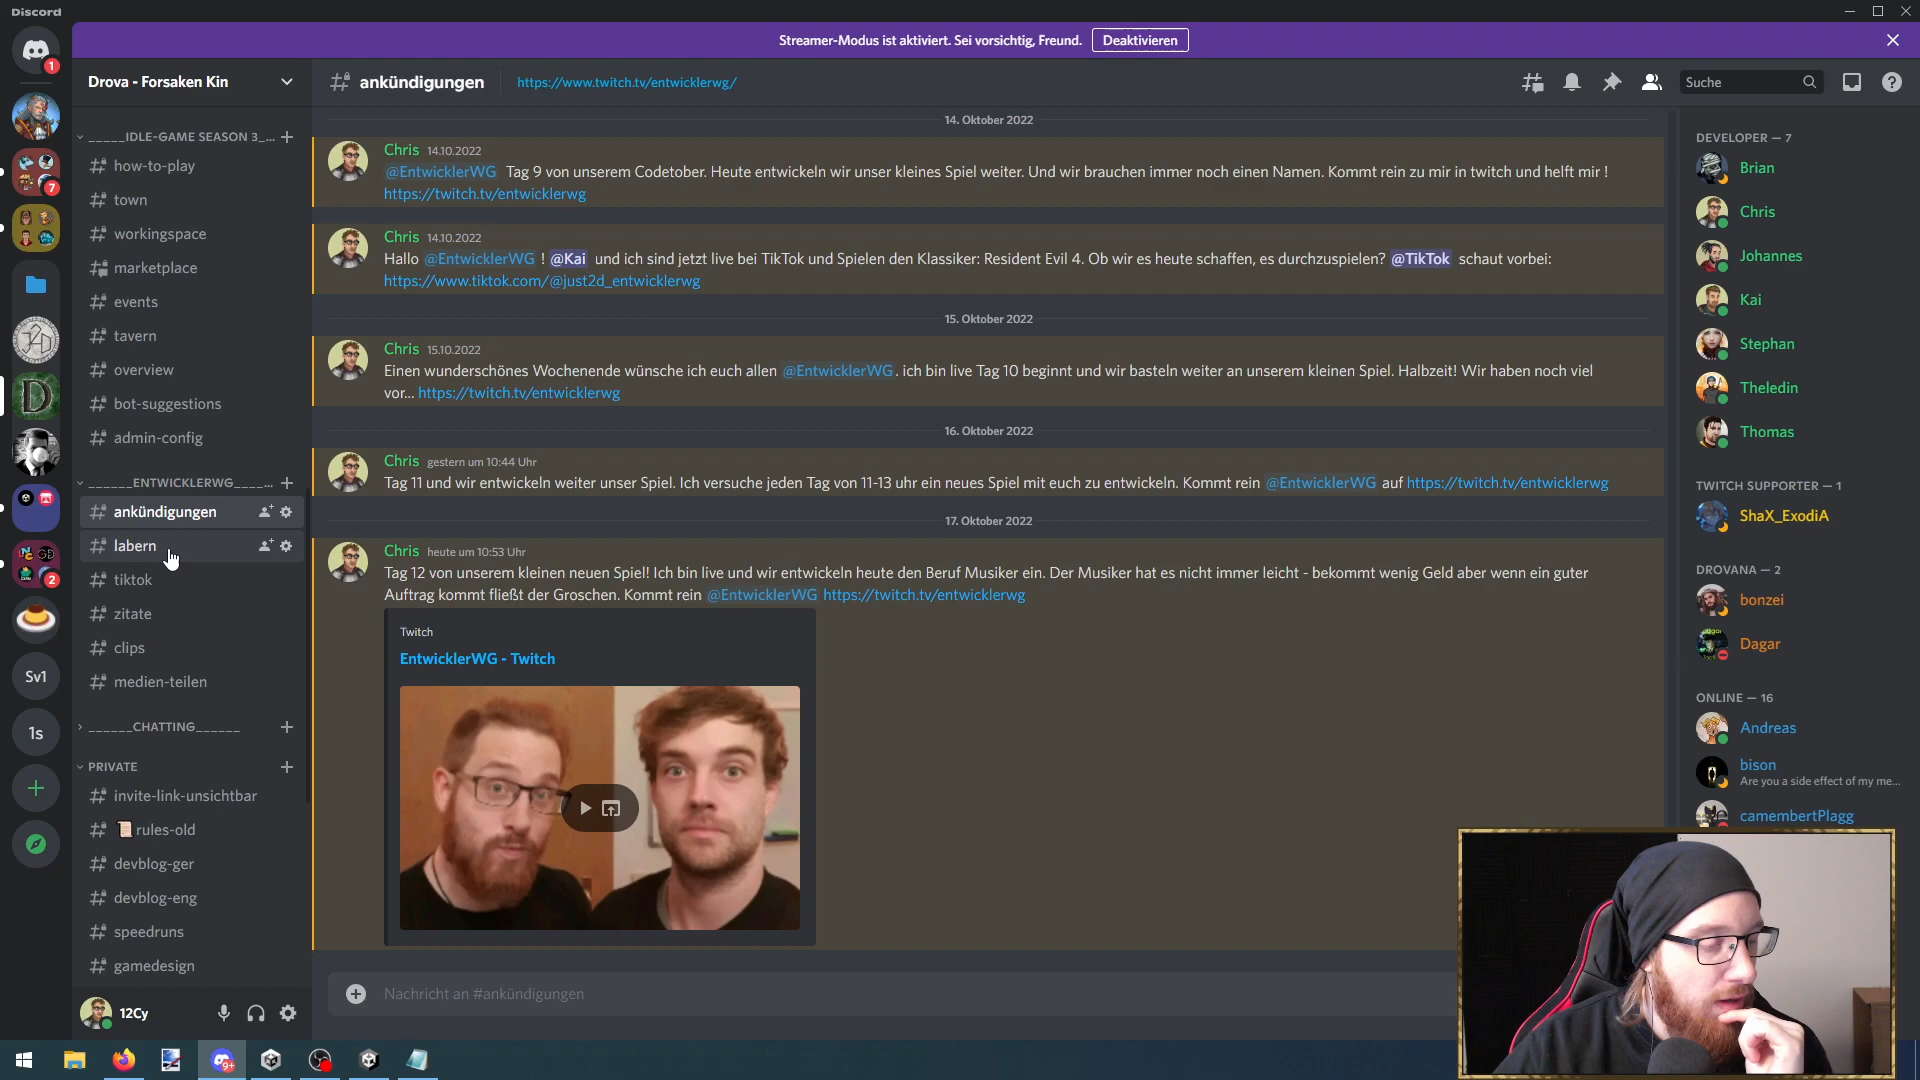 Discord
Streamer-Modus ist aktiviert. Sei vorsichtig, Freund.
Deaktivieren
1
7
2
Sv1
1s
Drova - Forsaken Kin
_____IDLE-GAME SEASON 3_...
how-to-play
town
workingspace
marketplace
events
tavern
overview
bot-suggestions
admin-config
______ENTWICKLERWG____...
ankündigungen
labern
tiktok
zitate
clips
medien-teilen
______CHATTING______
PRIVATE
invite-link-unsichtbar
rules-old
devblog-ger
devblog-eng
speedruns
gamedesign
12Cy
ankündigungen
https://www.twitch.tv/entwicklerwg/
Suche
14. Oktober 2022
Chris 14.10.2022
@EntwicklerWG Tag 9 von unserem Codetober. Heute entwickeln wir unser kleines Spiel weiter. Und wir brauchen immer noch einen Namen. Kommt rein zu mir in twitch und helft mir !
https://twitch.tv/entwicklerwg
Chris 14.10.2022
Hallo @EntwicklerWG ! @Kai und ich sind jetzt live bei TikTok und Spielen den Klassiker: Resident Evil 4. Ob wir es heute schaffen, es durchzuspielen? @TikTok schaut vorbei:
https://www.tiktok.com/@just2d_entwicklerwg
15. Oktober 2022
Chris 15.10.2022
Einen wunderschönes Wochenende wünsche ich euch allen @EntwicklerWG. ich bin live Tag 10 beginnt und wir basteln weiter an unserem kleinen Spiel. Halbzeit! Wir haben noch viel
vor... https://twitch.tv/entwicklerwg
16. Oktober 2022
Chris gestern um 10:44 Uhr
Tag 11 und wir entwickeln weiter unser Spiel. Ich versuche jeden Tag von 11-13 uhr ein neues Spiel mit euch zu entwickeln. Kommt rein @EntwicklerWG auf https://twitch.tv/entwicklerwg
17. Oktober 2022
Chris heute um 10:53 Uhr
Tag 12 von unserem kleinen neuen Spiel! Ich bin live und wir entwickeln heute den Beruf Musiker ein. Der Musiker hat es nicht immer leicht - bekommt wenig Geld aber wenn ein guter
Auftrag kommt fließt der Groschen. Kommt rein @EntwicklerWG https://twitch.tv/entwicklerwg
Twitch
EntwicklerWG - Twitch
Nachricht an #ankündigungen
DEVELOPER — 7
Brian
Chris
Johannes
Kai
Stephan
Theledin
Thomas
TWITCH SUPPORTER — 1
ShaX_ExodiA
DROVANA — 2
bonzei
Dagar
ONLINE — 16
Andreas
bison
Are you a side effect of my me...
camembertPlagg
9+